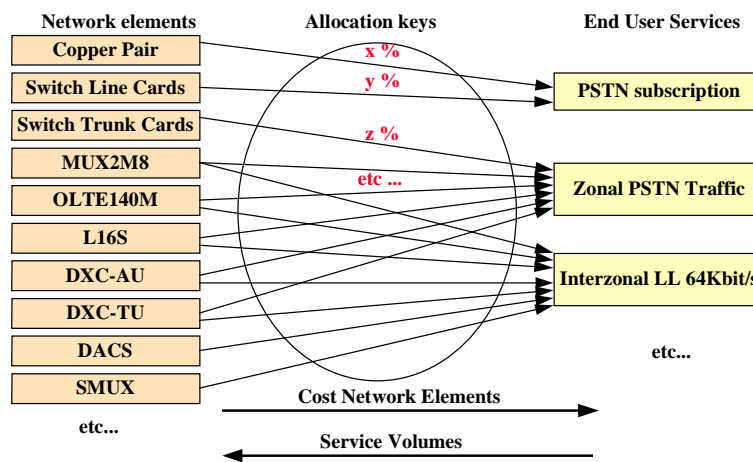 Network elements
Allocation keys
End User Services
Copper Pair
Switch Line Cards
Switch Trunk Cards
MUX2M8
OLTE140M
L16S
DXC-AU
DXC-TU
DACS
SMUX
etc...
x %
y %
z %
etc ...
PSTN subscription
Zonal PSTN Traffic
Interzonal LL 64Kbit/s
etc...
Cost Network Elements
Service Volumes